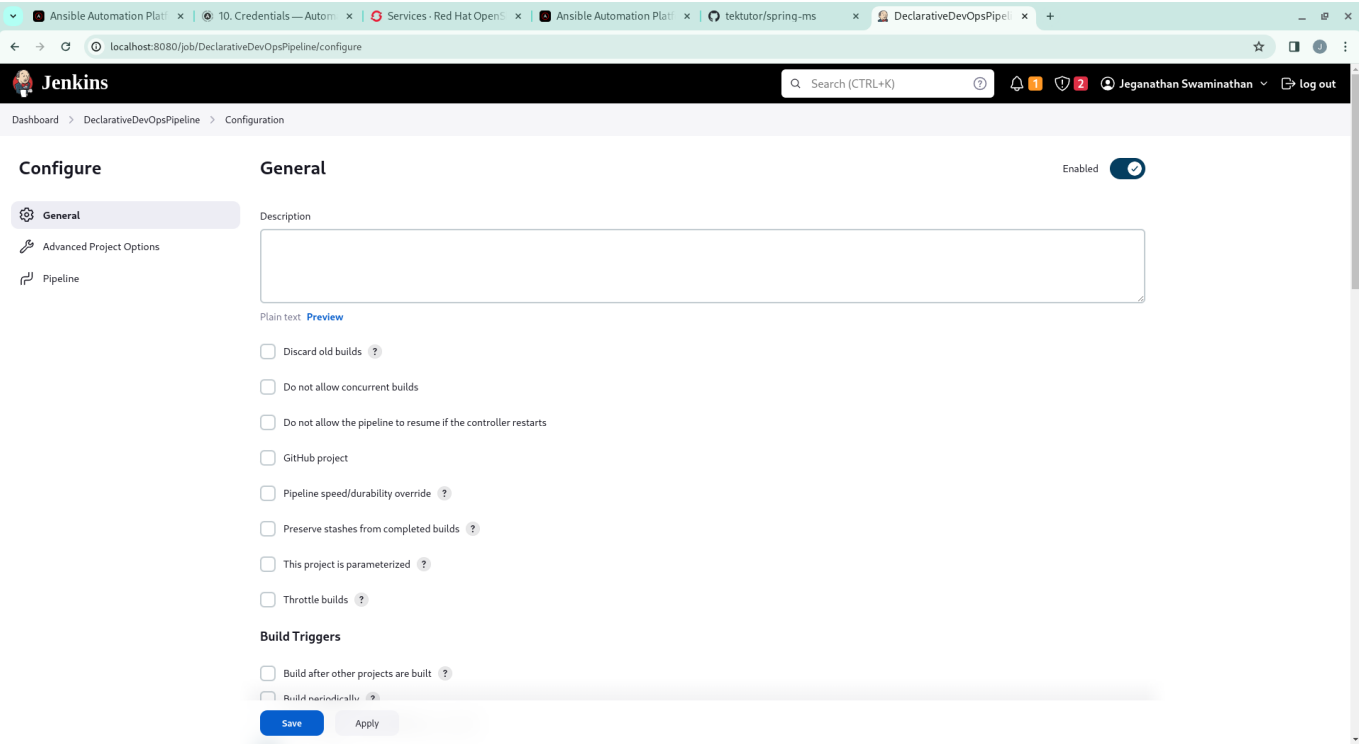 Ansible Automation Platf
10. Credentials — Autom
Services · Red Hat OpenS
Ansible Automation Platf
tektutor/spring-ms
DeclarativeDevOpsPipel
localhost:8080/job/DeclarativeDevOpsPipeline/configure
J
Jenkins
Search (CTRL+K)
?
1
2
Jeganathan Swaminathan
log out
Dashboard > DeclarativeDevOpsPipeline > Configuration
Configure
General
Advanced Project Options
Pipeline
General
Enabled
Description
Plain text Preview
Discard old builds ?
Do not allow concurrent builds
Do not allow the pipeline to resume if the controller restarts
GitHub project
Pipeline speed/durability override ?
Preserve stashes from completed builds ?
This project is parameterized ?
Throttle builds ?
Build Triggers
Build after other projects are built ?
Build periodically ?
Save
Apply